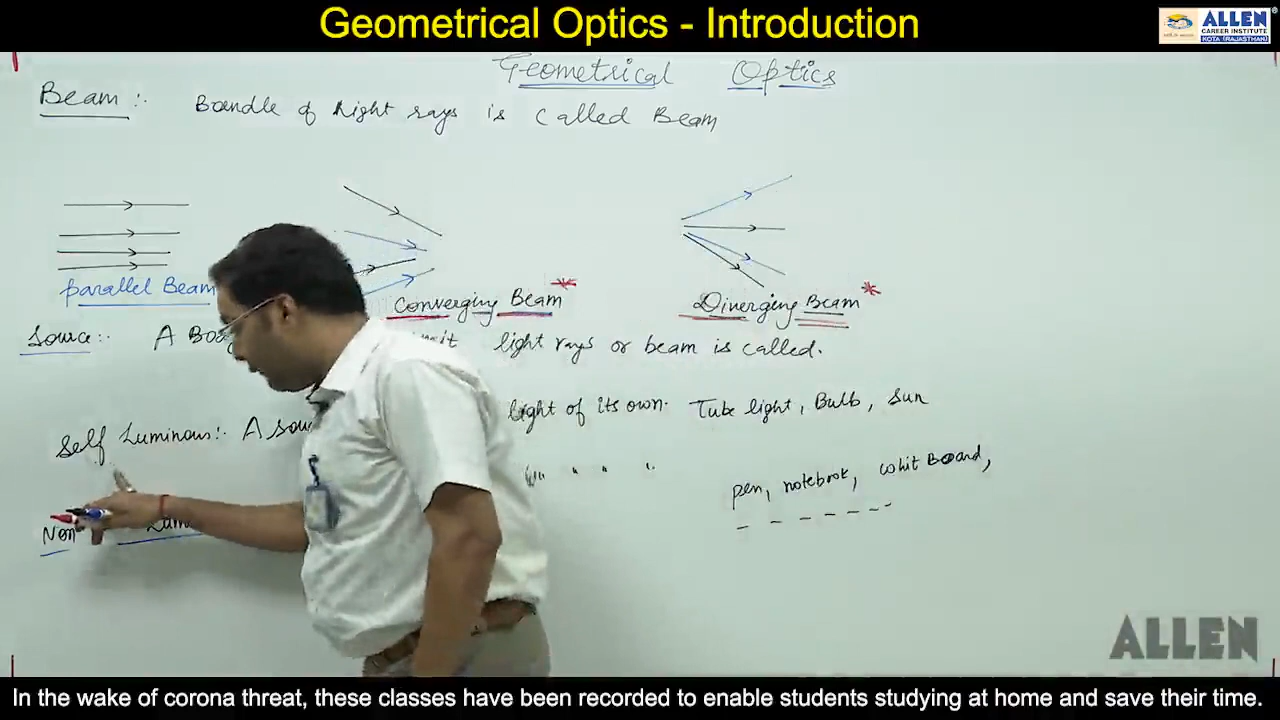 Geometrical Optics - Introduction
ALLEN
CAREER INSTITUTE
KOTA (RAJASTHAN)
Geometrical Optics
Beam :. Bundle of light rays is called Beam
parallel Beam
Converging Beam *
Diverging Beam *
Source :. A light rays or beam is called.
Self Luminous :. A light of its own. Tube light, Bulb, Sun
Non pen, notebook, whit Board,
ALLEN
In the wake of corona threat, these classes have been recorded to enable students studying at home and save their time.